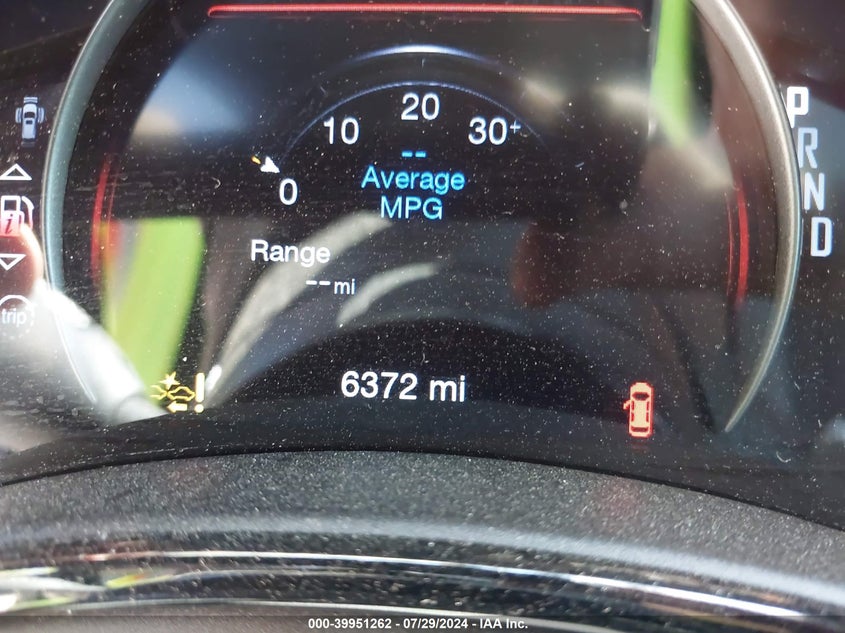 10 20 30+
0
--
Average
MPG
Range
-- mi
trip
6372 mi
P
R
N
D
000-39951262 - 07/29/2024 - IAA Inc.